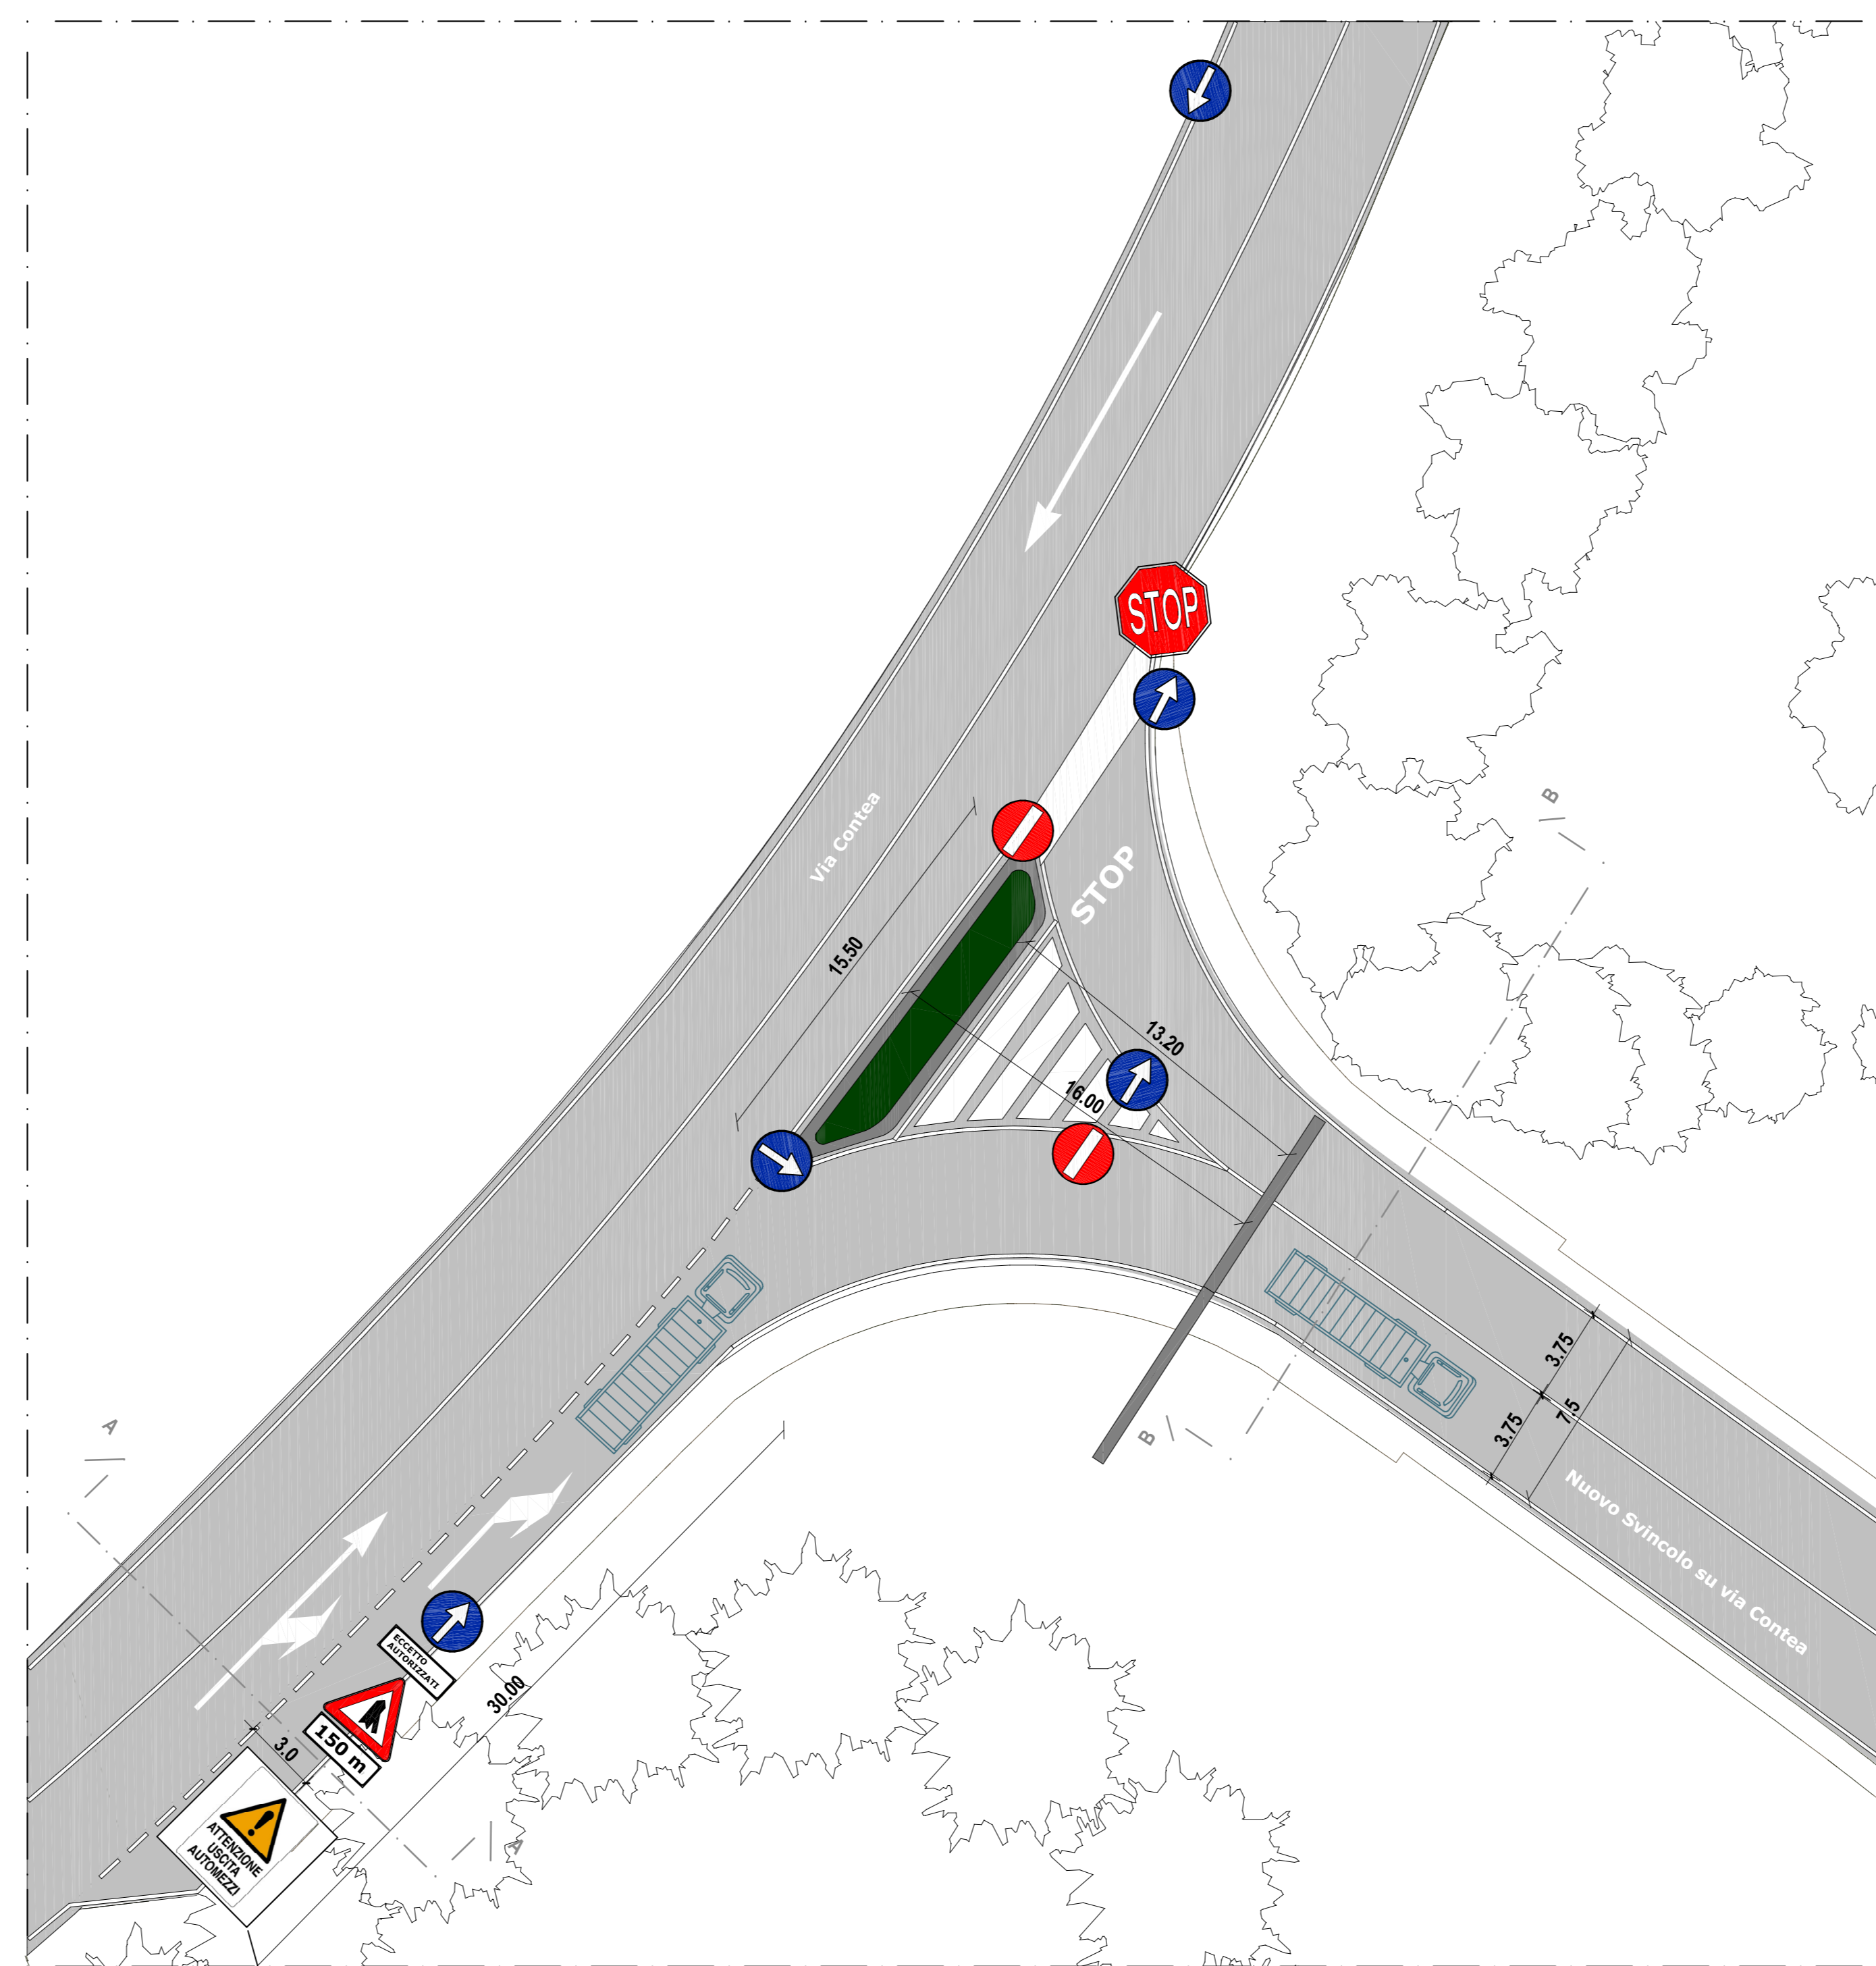 STOP
Via Contea
STOP
15.50
13.20
16.00
B
B
3.75
3.75
7.5
Nuovo Svincolo su via Contea
A
ECCETTO
AUTORIZZATI
150 m
3.0
30.00
A
ATTENZIONE
USCITA
AUTOMEZZI